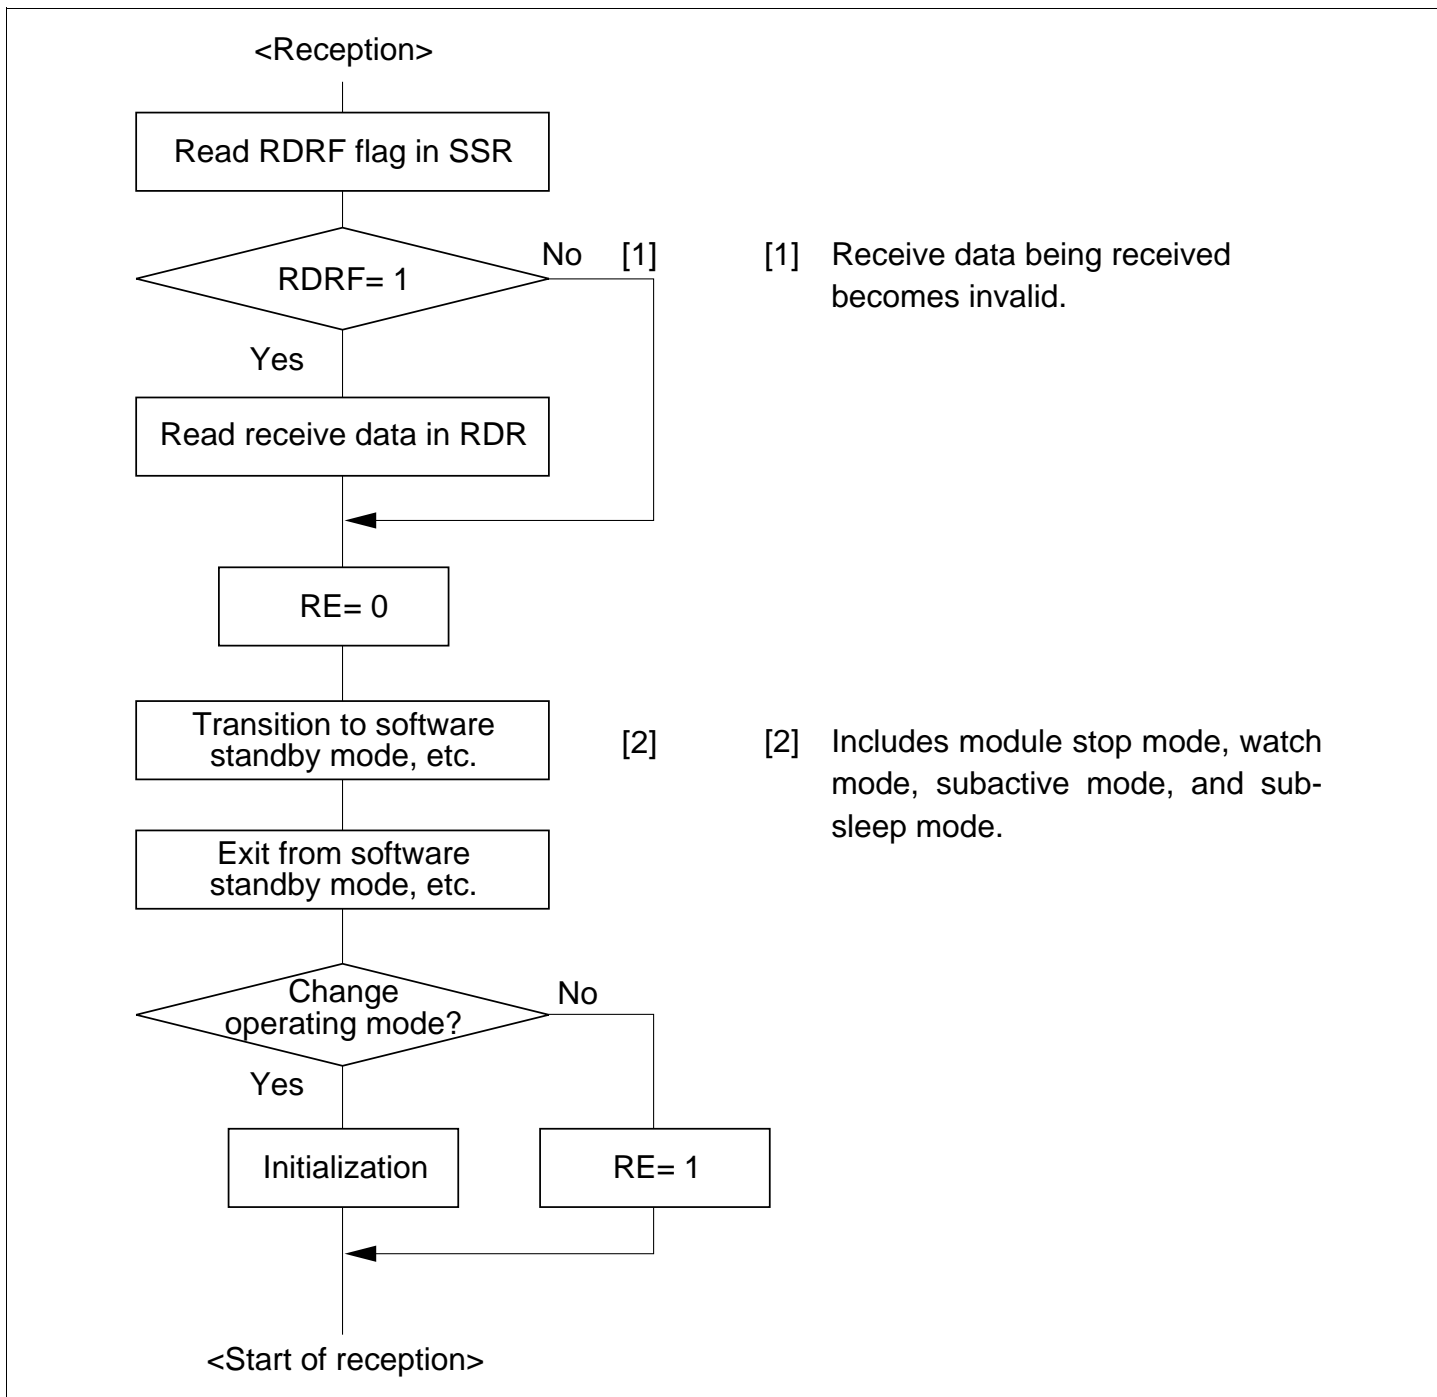 <Reception>
Read RDRF flag in SSR
RDRF= 1
No [1]
[1] Receive data being received
becomes invalid.
Yes
Read receive data in RDR
RE= 0
Transition to software
standby mode, etc.
[2]
[2] Includes module stop mode, watch
mode, subactive mode, and sub-
sleep mode.
Exit from software
standby mode, etc.
Change
operating mode?
No
Yes
Initialization
RE= 1
<Start of reception>